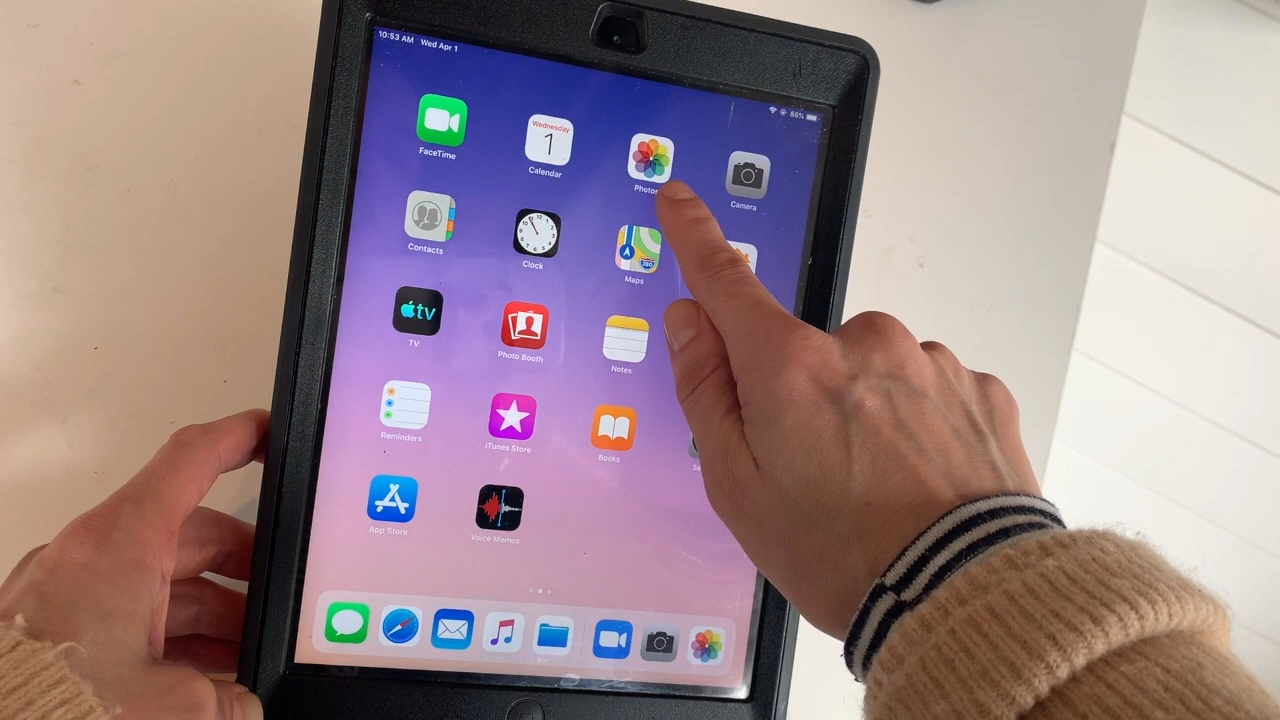 10:53 AM Wed Apr 1
86%
FaceTime
Wednesday
1
Calendar
Photos
Camera
Contacts
Clock
Maps
280
tv
TV
Photo Booth
Notes
Reminders
iTunes Store
Books
App Store
Voice Memos